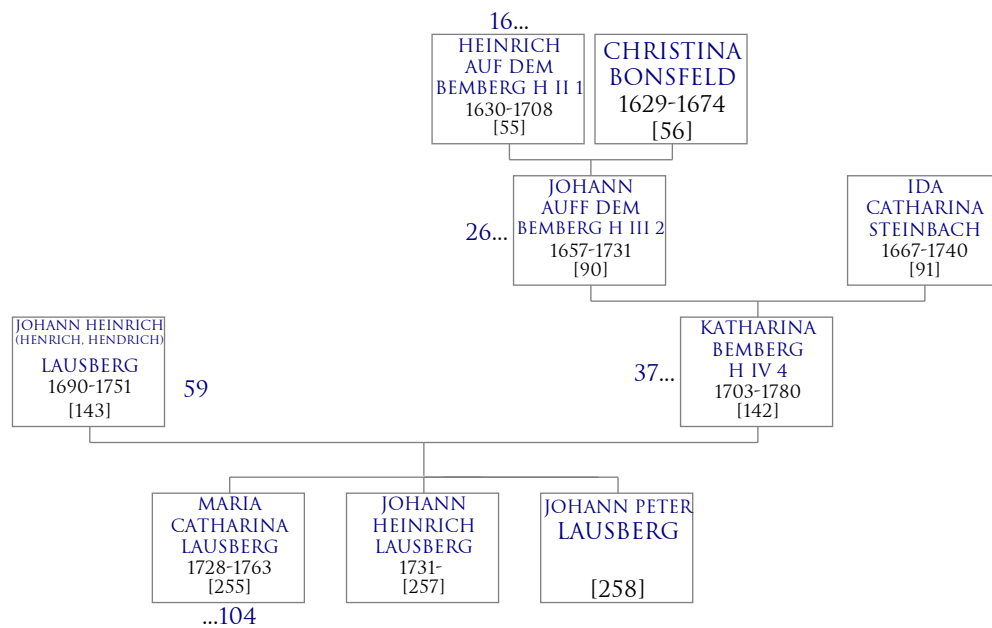 16...
HEINRICH
AUF DEM
BEMBERG H II 1
1630-1708
[55]
CHRISTINA
BONSFELD
1629-1674
[56]
26...
JOHANN
AUFF DEM
BEMBERG H III 2
1657-1731
[90]
IDA
CATHARINA
STEINBACH
1667-1740
[91]
JOHANN HEINRICH
(HENRICH, HENDRICH)
LAUSBERG
1690-1751
[143]
59
37...
KATHARINA
BEMBERG
H IV 4
1703-1780
[142]
MARIA
CATHARINA
LAUSBERG
1728-1763
[255]
...104
JOHANN
HEINRICH
LAUSBERG
1731-
[257]
JOHANN PETER
LAUSBERG
[258]